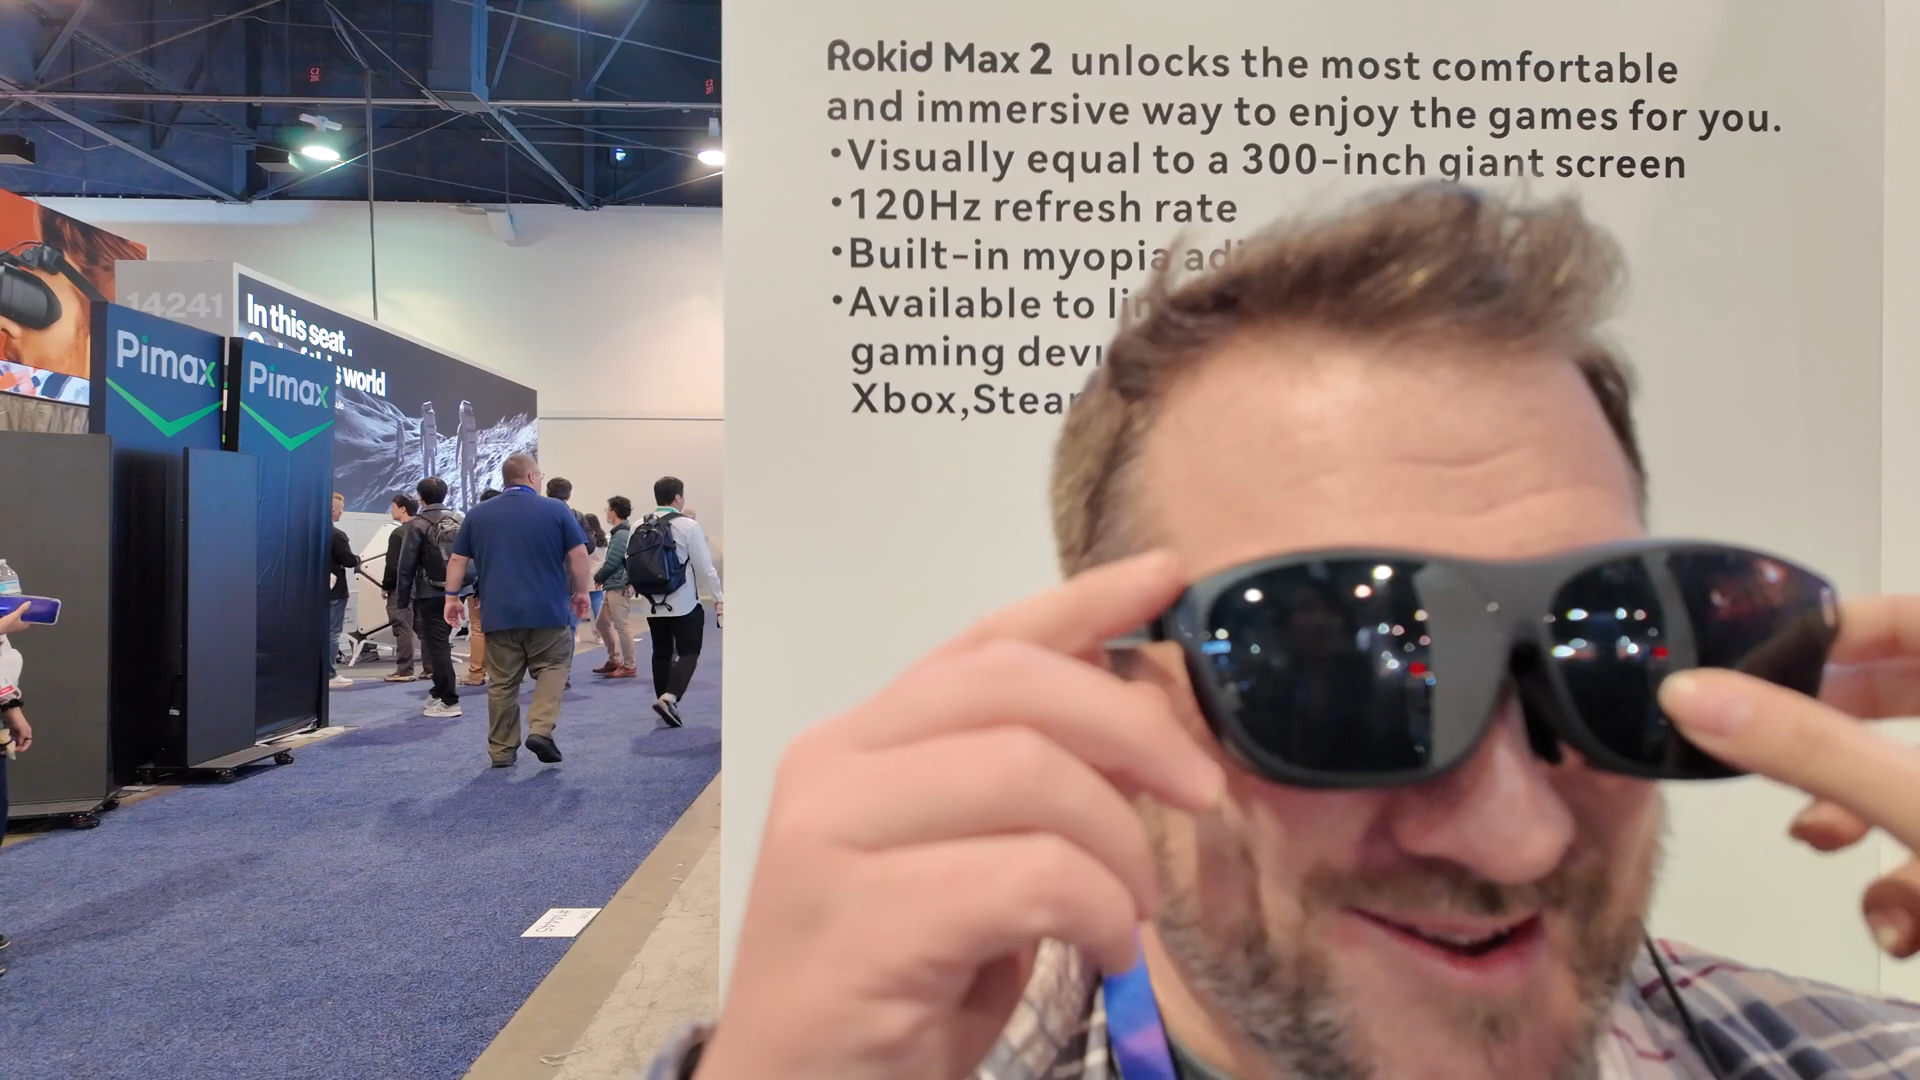 Rokid Max 2 unlocks the most comfortable
and immersive way to enjoy the games for you.
•Visually equal to a 300-inch giant screen
•120Hz refresh rate
•Built-in myopia
•Available to
gaming
Xbox,
14241
In this seat.
world
Pimax
Pimax
C2